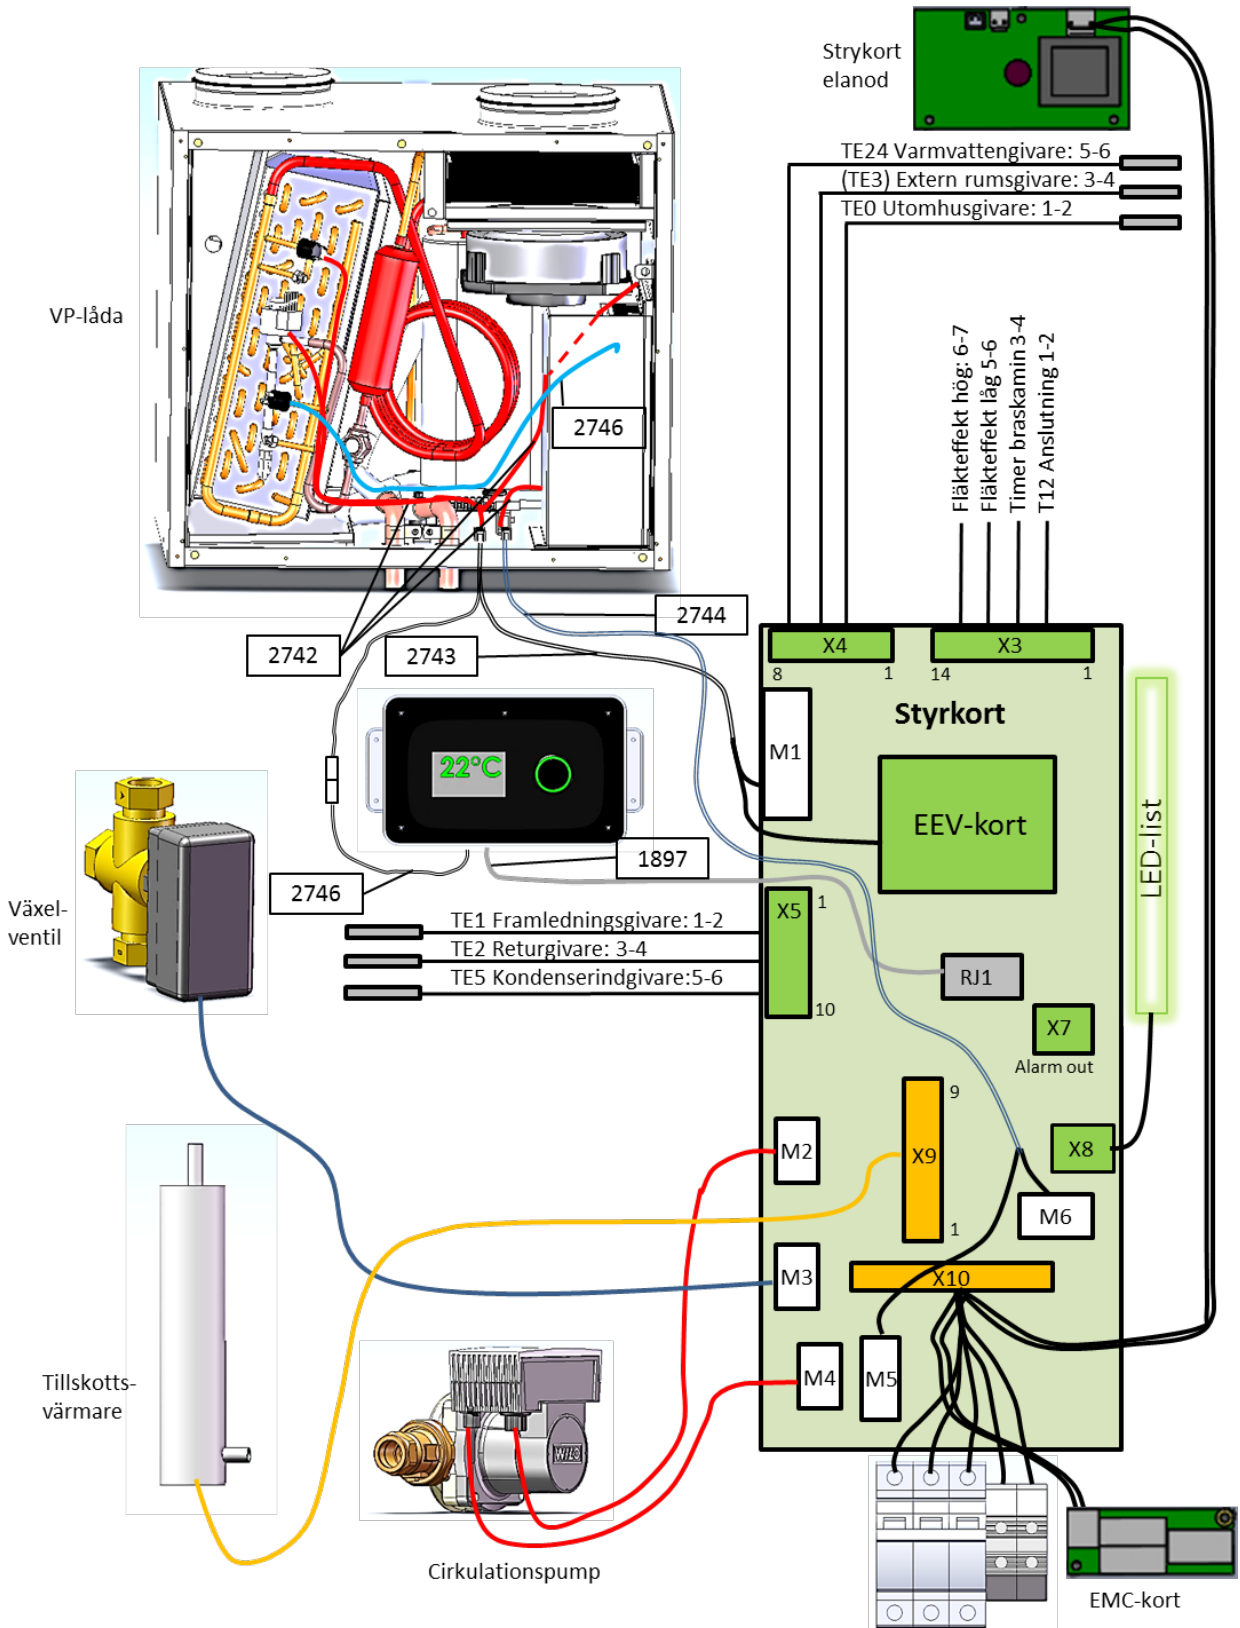 Strykort
elanod
TE24 Varmvattengivare: 5-6
(TE3) Extern rumsgivare: 3-4
TE0 Utomhusgivare: 1-2
VP-låda
Fläkteffekt hög: 6-7
Fläkteffekt låg 5-6
Timer braskamin 3-4
T12 Anslutning 1-2
2746
2744
2742
2743
X4
X3
8
1
14
1
Styrkort
M1
22°C
EEV-kort
LED-list
1897
2746
X5
1
10
Växel-
ventil
TE1 Framledningsgivare: 1-2
TE2 Returgivare: 3-4
TE5 Kondenserindgivare:5-6
RJ1
X7
Alarm out
9
X9
1
M2
X8
M6
M3
X10
Tillskotts-
värmare
M4
M5
WILO
Cirkulationspump
EMC-kort